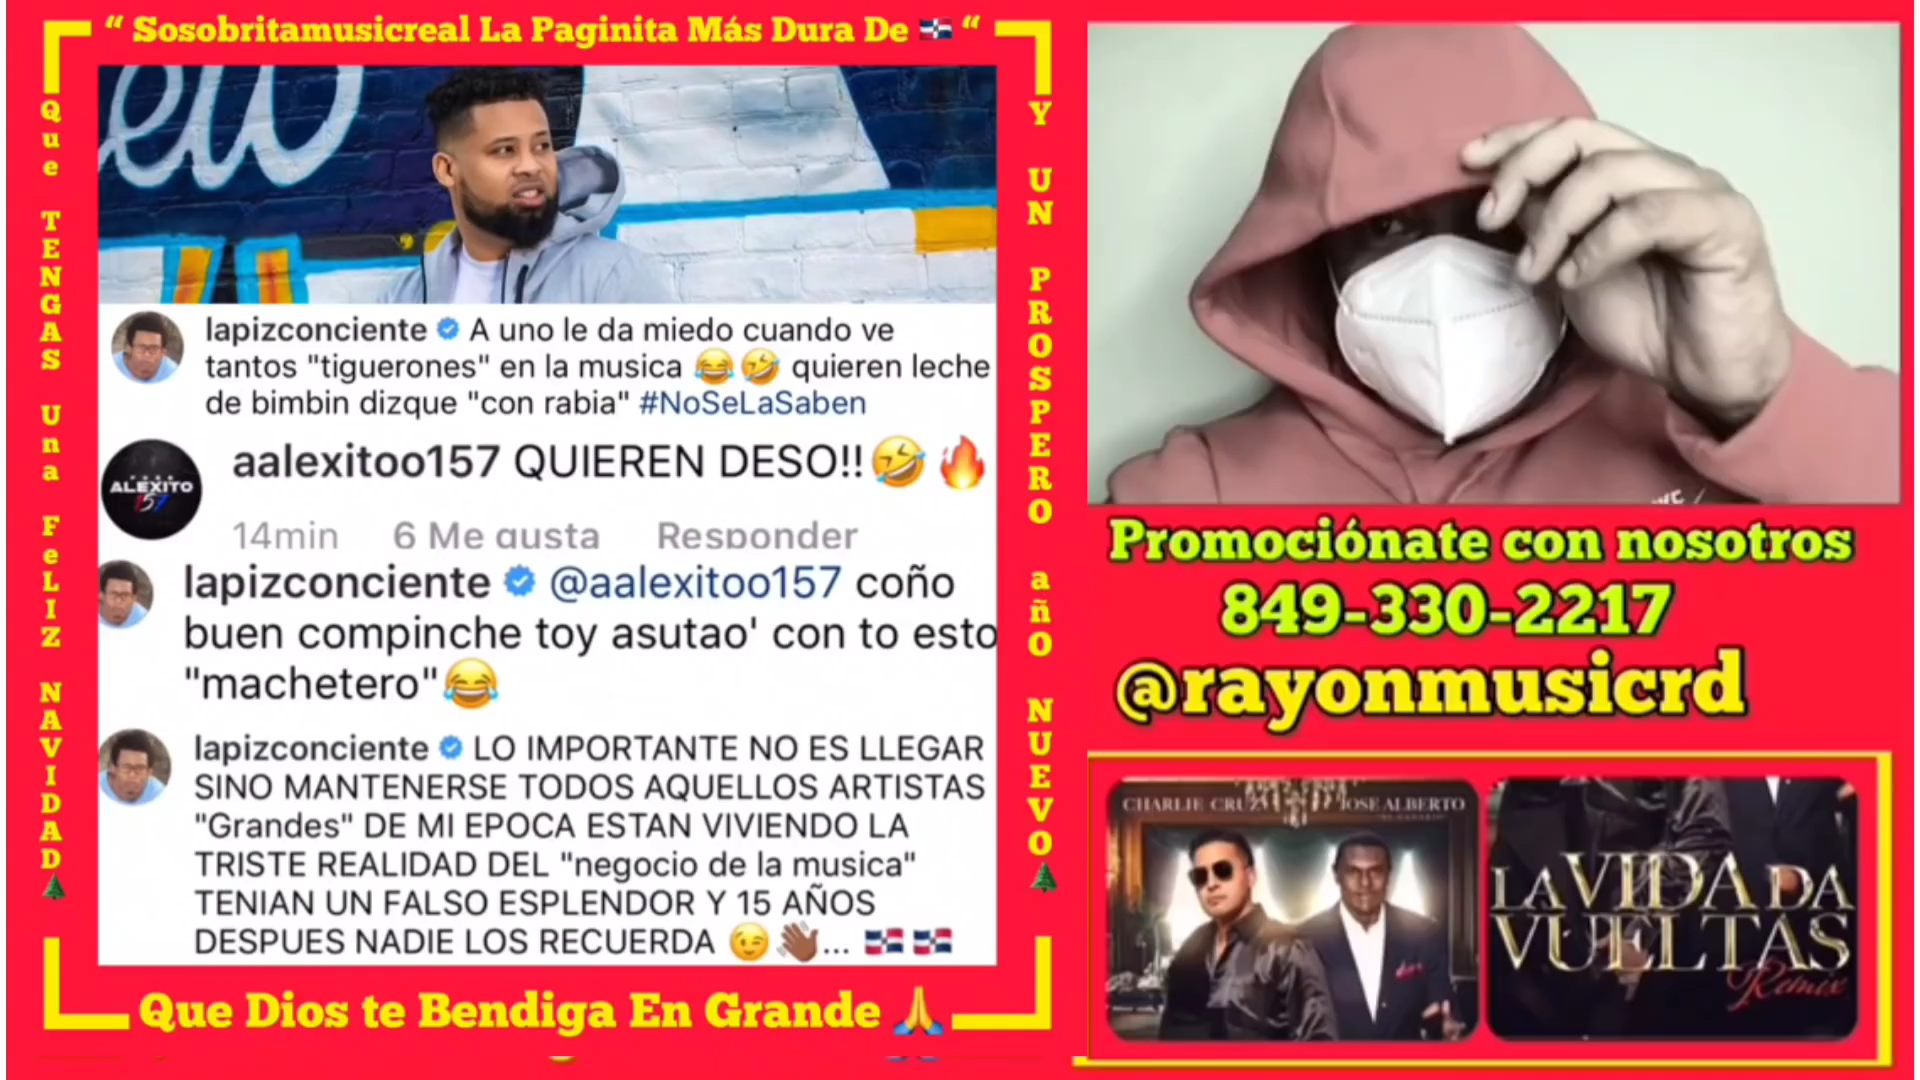 “ Sosobritamusicreal La Paginita Más Dura De 🇩🇴 “
Que TENGAS Una FeLIZ NAVIDAD🎄
lapizconciente A uno le da miedo cuando ve
tantos "tiguerones" en la musica 😂🤣 quieren leche
de bimbin dizque "con rabia" #NoSeLaSaben
ALEXITO
157
aalexitoo157 QUIEREN DESO!!🤣🔥
14min 6 Me gusta Responder
lapizconciente @aalexitoo157 coño
buen compinche toy asutao' con to esto
"machetero"😂
lapizconciente LO IMPORTANTE NO ES LLEGAR
SINO MANTENERSE TODOS AQUELLOS ARTISTAS
"Grandes" DE MI EPOCA ESTAN VIVIENDO LA
TRISTE REALIDAD DEL "negocio de la musica"
TENIAN UN FALSO ESPLENDOR Y 15 AÑOS
DESPUES NADIE LOS RECUERDA 😉👋🏾... 🇩🇴🇩🇴
Y UN PROSPERO añO NUEVO🎄
Que Dios te Bendiga En Grande 🙏
Promociónate con nosotros
849-330-2217
@rayonmusicrd
CHARLIE CRUZ JOSE ALBERTO
LA VIDA DA
VUELTAS
Remix